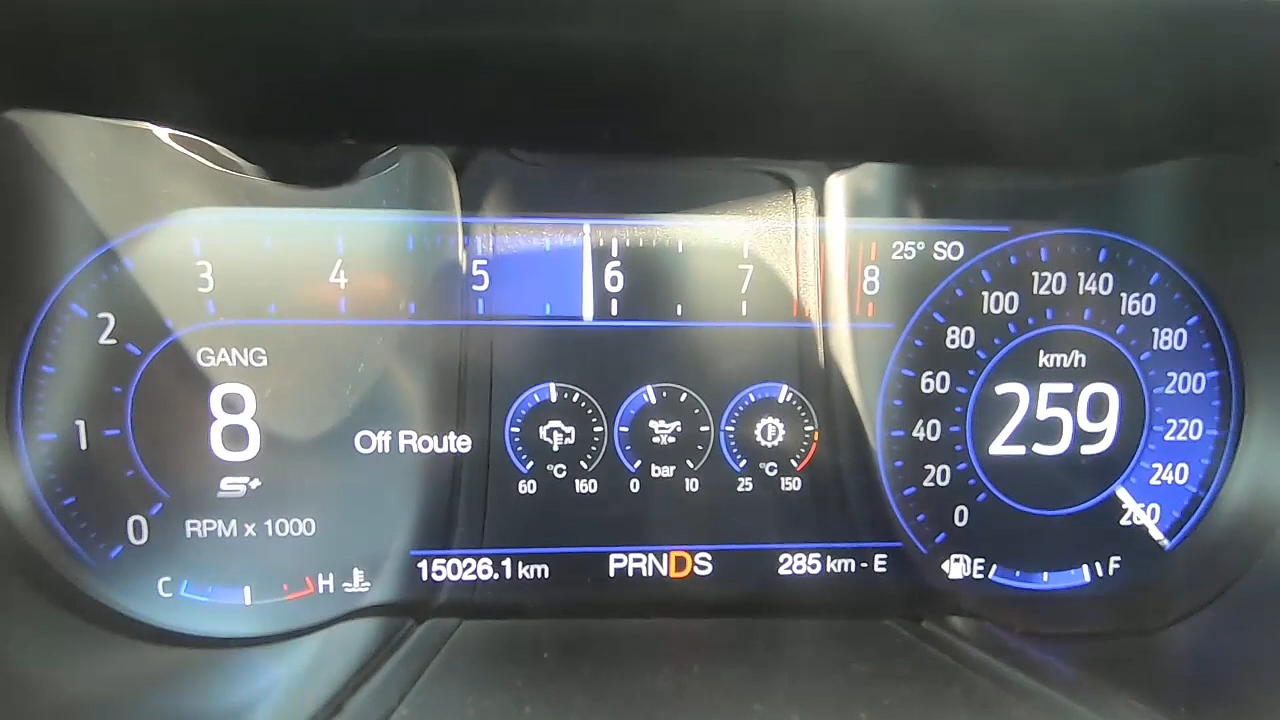 3 4 5 6 7 8
25° SO
2
1
0
GANG
8
S+
RPM x 1000
C H
Off Route
°C
60 160
bar
0 10
°C
25 150
15026.1 km
PRNDS
285 km - E
0 20 40 60 80 100 120 140 160 180 200 220 240 260
km/h
259
E F